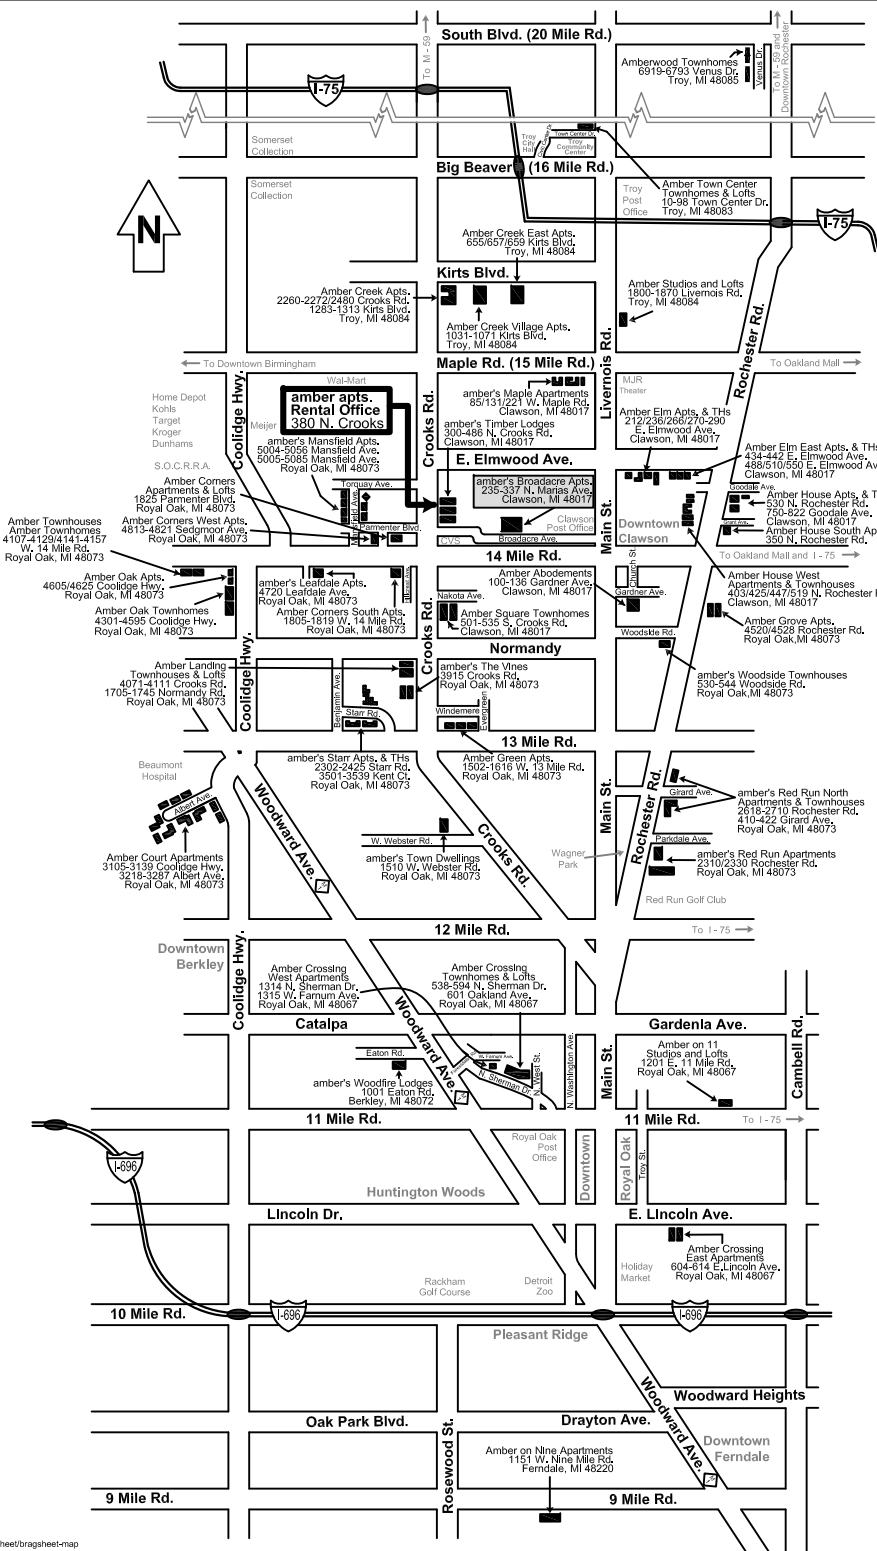 South Blvd. (20 Mile Rd.)
To M - 59
To M - 59 and
Downtown Rochester
Amberwood Townhomes
6919-6793 Venus Dr.
Troy, MI 48085
Venus Dr.
I-75
Somerset
Collection
Troy
City
Hall
Town Center Dr.
Troy
Community
Center
Big Beaver (16 Mile Rd.)
Somerset
Collection
Troy
Post
Office
Amber Town Center
Townhomes & Lofts
10-98 Town Center Dr.
Troy, MI 48083
N
I-75
Amber Creek East Apts.
655/657/659 Kirts Blvd.
Troy, MI 48084
Kirts Blvd.
Amber Creek Apts.
2260-2272/2480 Crooks Rd.
1283-1313 Kirts Blvd.
Troy, MI 48084
Amber Creek Village Apts.
1031-1071 Kirts Blvd.
Troy, MI 48084
Amber Studios and Lofts
1800-1870 Livernois Rd.
Troy, MI 48084
Livernois Rd.
Rochester Rd.
To Downtown Birmingham
Maple Rd. (15 Mile Rd.)
To Oakland Mall
Wal-Mart
Home Depot
Kohls
Target
Kroger
Dunhams
S.O.C.R.R.A.
Coolidge Hwy.
Meijer
amber apts.
Rental Office
380 N. Crooks
Crooks Rd.
amber's Maple Apartments
85/131/221 W. Maple Rd.
Clawson, MI 48017
MJR
Theater
amber's Timber Lodges
300-486 N. Crooks Rd.
Clawson, MI 48017
Amber Elm Apts. & THs
212/236/266/270-290
E. Elmwood Ave.
Clawson, MI 48017
amber's Mansfield Apts.
5004-5056 Mansfield Ave.
5005-5085 Mansfield Ave.
Royal Oak, MI 48073
E. Elmwood Ave.
Amber Elm East Apts. & THs
434-442 E. Elmwood Ave.
488/510/550 E. Elmwood Av
Clawson, MI 48017
Torquay Ave.
Mansfield Ave.
Parmenter Blvd.
Amber Corners
Apartments & Lofts
1825 Parmenter Blvd.
Royal Oak, MI 48073
amber's Broadacre Apt.
235-337 N. Marias Ave.
Clawson, MI 48017
Goodale Ave.
Amber House Apts. & T
530 N. Rochester Rd.
750-822 Goodale Ave.
Clawson, MI 48017
Amber Corners West Apts.
4813-4821 Sedgmoor Ave.
Royal Oak, MI 48073
Clawson
Post Office
CVS
Broadacre Ave.
Main St.
Downtown
Clawson
Grant Ave.
Amber House South Ap
350 N. Rochester Rd.
Amber Townhouses
Amber Townhomes
4107-4129/4141-4157
W. 14 Mile Rd.
Royal Oak, MI 48073
14 Mile Rd.
To Oakland Mall and I - 75
Amber Oak Apts.
4605/4625 Coolidge Hwy.
Royal Oak, MI 48073
Amber Oak Townhomes
4301-4595 Coolidge Hwy.
Royal Oak, MI 48073
amber's Leafdale Apts.
4720 Leafdale Ave.
Royal Oak, MI 48073
Amber Corners South Apts.
1805-1819 W. 14 Mile Rd.
Royal Oak, MI 48073
Amber Abodements
100-136 Gardner Ave.
Clawson, MI 48017
Church St.
Gardner Ave.
Nakota Ave.
Amber Square Townhomes
501-535 S. Crooks Rd.
Clawson, MI 48017
Amber House West
Apartments & Townhouses
403/425/447/519 N. Rochester
Clawson, MI 48017
Amber Grove Apts.
4520/4528 Rochester Rd.
Royal Oak,MI 48073
Woodside Rd.
Coolidge Hwy.
Crooks Rd.
Normandy
Amber Landing
Townhouses & Lofts
4071-4111 Crooks Rd.
1705-1745 Normandy Rd.
Royal Oak, MI 48073
amber's The Vines
3915 Crooks Rd.
Royal Oak,MI 48073
amber's Woodside Townhouses
530-544 Woodside Rd.
Royal Oak,MI 48073
Benjamin Ave.
Starr Rd.
Windemere
Evergreen
13 Mile Rd.
Beaumont
Hospital
Albert Ave.
amber's Starr Apts. & THs
2302-2425 Starr Rd.
3501-3539 Kent Ct.
Royal Oak, MI 48073
Amber Green Apts.
1502-1616 W. 13 Mile Rd.
Royal Oak, MI 48073
Woodward Ave.
Main St.
Rochester Rd.
Girard Ave.
amber's Red Run North
Apartments & Townhouses
2618-2710 Rochester Rd.
410-422 Girard Ave.
Royal Oak, MI 48073
Parkdale Ave.
W. Webster Rd.
Crooks Rd.
Amber Court Apartments
3105-3139 Coolidge Hwy.
3218-3287 Albert Ave.
Royal Oak, MI 48073
amber's Town Dwellings
1510 W. Webster Rd.
Royal Oak, MI 48073
Wagner
Park
amber's Red Run Apartments
2310/2330 Rochester Rd.
Royal Oak, MI 48073
Red Run Golf Club
12 Mile Rd.
To I - 75
Downtown
Berkley
Coolidge Hwy.
Amber Crossing
West Apartments
1314 N. Sherman Dr.
1315 W. Farnum Ave.
Royal Oak, MI 48067
Amber Crossing
Townhomes & Lofts
538-594 N. Sherman Dr.
601 Oakland Ave.
Royal Oak, MI 48067
Woodward Ave.
Catalpa
Gardenia Ave.
Cambell Rd.
Eaton Rd.
W. Farnum Ave.
N. Sherman Dr.
N. West St.
N. Washington Ave.
Main St.
Amber on 11
Studios and Lofts
1201 E. 11 Mile Rd.
Royal Oak, MI 48067
amber's Woodfire Lodges
1001 Eaton Rd.
Berkley, MI 48072
11 Mile Rd.
11 Mile Rd.
To I - 75
I-696
Royal Oak
Post
Office
Downtown
Royal Oak
Troy St.
Huntington Woods
Lincoln Dr.
E. Lincoln Ave.
Amber Crossing
East Apartments
604-614 E.Lincoln Ave.
Royal Oak, MI 48067
Rackham
Golf Course
Detroit
Zoo
Holiday
Market
10 Mile Rd.
I-696
I-696
Pleasant Ridge
Woodward Ave.
Woodward Heights
Oak Park Blvd.
Rosewood St.
Drayton Ave.
Downtown
Ferndale
Amber on Nine Apartments
1151 W. Nine Mile Rd.
Ferndale, MI 48220
9 Mile Rd.
9 Mile Rd.
heet/bragsheet-map